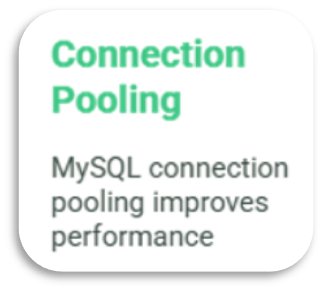 Connection
Pooling
MySQL connection
pooling improves
performance